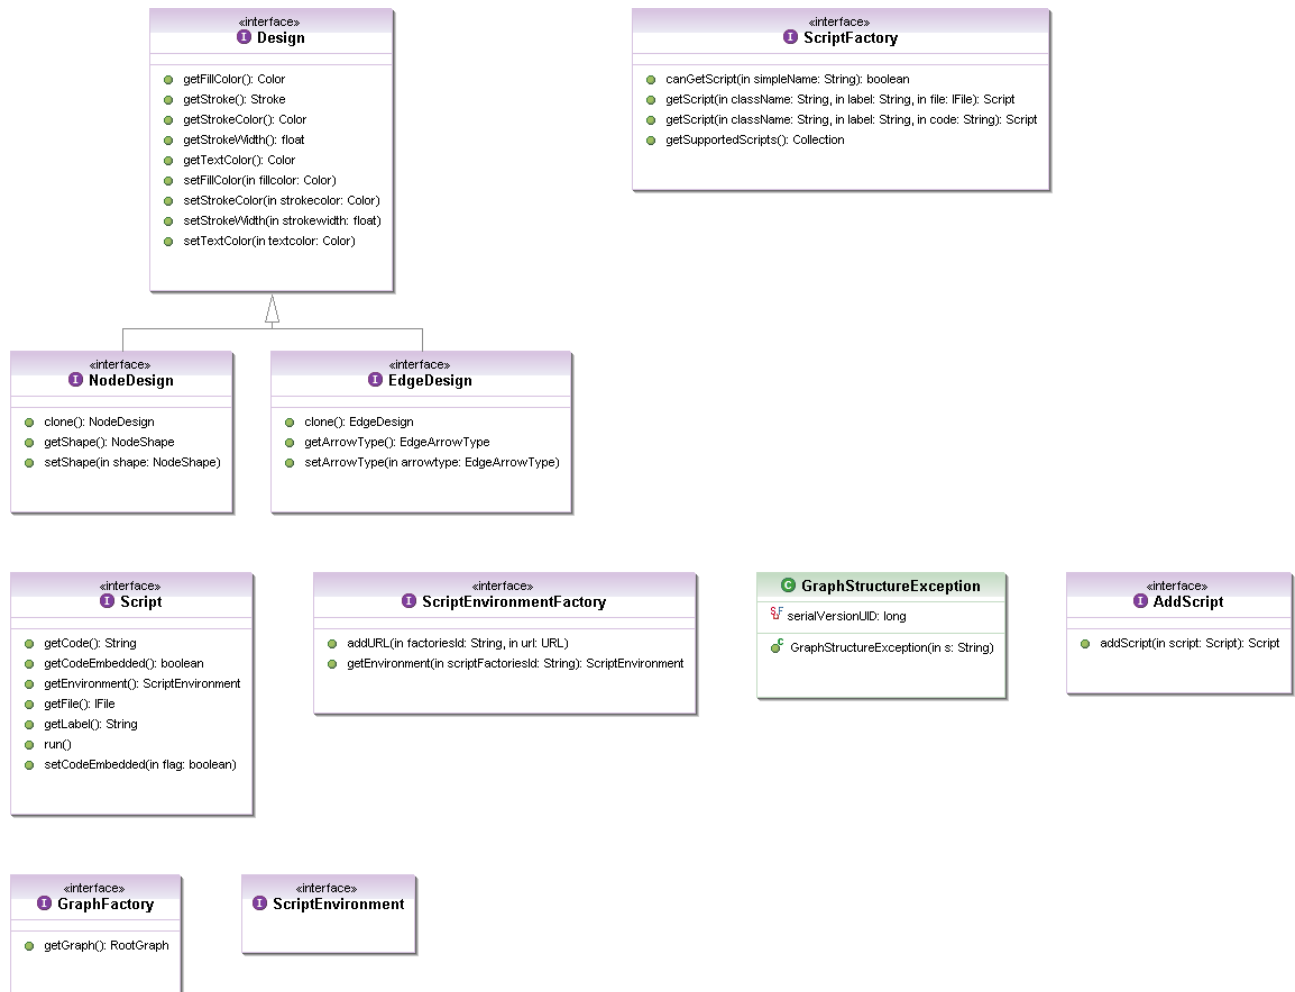 «interface»
Design
getFillColor(): Color
getStroke(): Stroke
getStrokeColor(): Color
getStrokeWidth(): float
getTextColor(): Color
setFillColor(in fillcolor: Color)
setStrokeColor(in strokecolor: Color)
setStrokeWidth(in strokewidth: float)
setTextColor(in textcolor: Color)
«interface»
ScriptFactory
canGetScript(in simpleName: String): boolean
getScript(in className: String, in label: String, in file: IFile): Script
getScript(in className: String, in label: String, in code: String): Script
getSupportedScripts(): Collection
«interface»
NodeDesign
clone(): NodeDesign
getShape(): NodeShape
setShape(in shape: NodeShape)
«interface»
EdgeDesign
clone(): EdgeDesign
getArrowType(): EdgeArrowType
setArrowType(in arrowtype: EdgeArrowType)
«interface»
Script
getCode(): String
getCodeEmbedded(): boolean
getEnvironment(): ScriptEnvironment
getFile(): IFile
getLabel(): String
run()
setCodeEmbedded(in flag: boolean)
«interface»
ScriptEnvironmentFactory
addURL(in factoriesId: String, in url: URL)
getEnvironment(in scriptFactoriesId: String): ScriptEnvironment
GraphStructureException
serialVersionUID: long
GraphStructureException(in s: String)
«interface»
AddScript
addScript(in script: Script): Script
«interface»
GraphFactory
getGraph(): RootGraph
«interface»
ScriptEnvironment